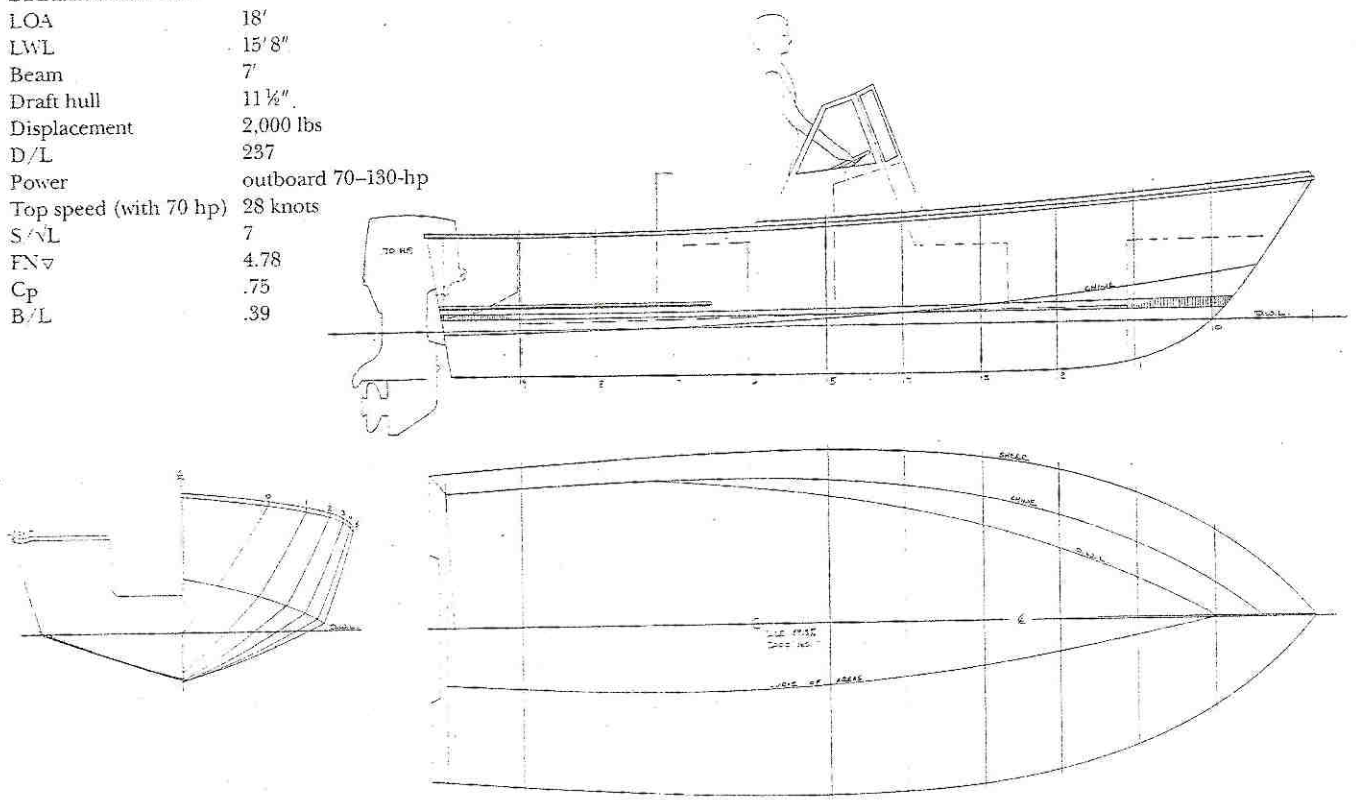 LOA 18'
LWL 15'8"
Beam 7'
Draft hull 11½"
Displacement 2,000 lbs
D/L 237
Power outboard 70–130-hp
Top speed (with 70 hp) 28 knots
S/√L 7
FN▽ 4.78
Cp .75
B/L .39
70 HP
CHINE
D.W.L.
10
SHEER
CHINE
D.W.L.
D.W.L.
CURVE OF AREAS